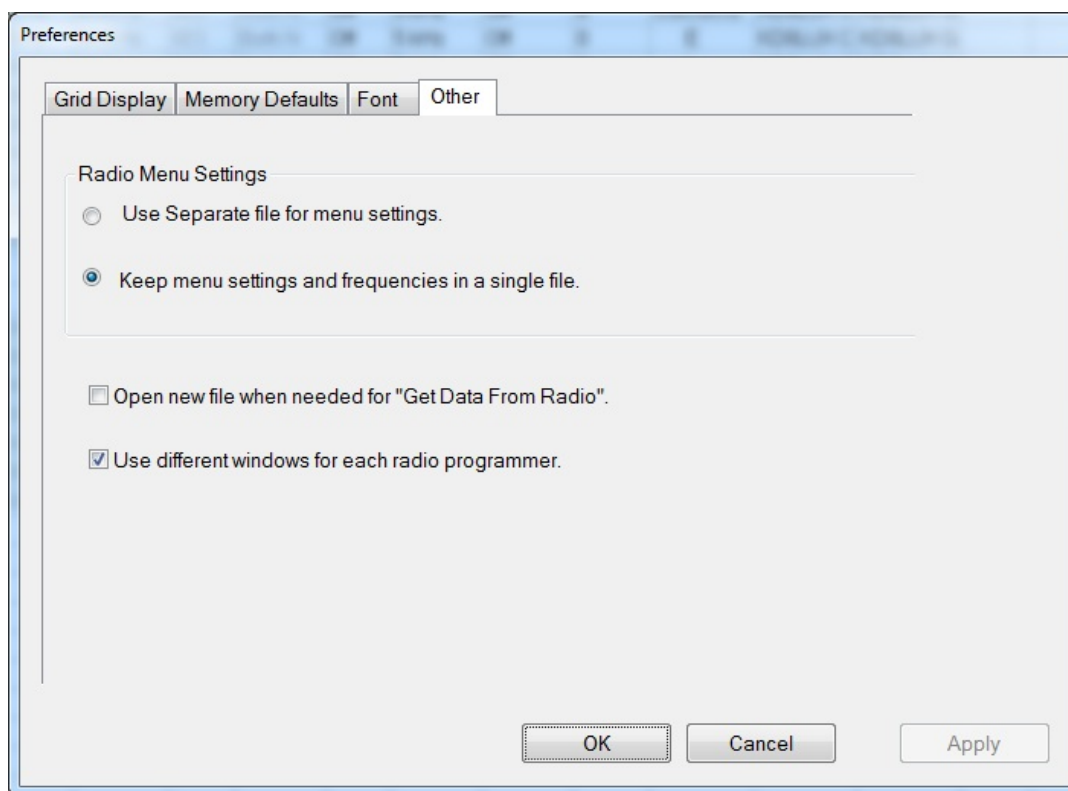 Preferences
Grid Display Memory Defaults Font Other
Radio Menu Settings
Use Separate file for menu settings.
Keep menu settings and frequencies in a single file.
Open new file when needed for "Get Data From Radio".
Use different windows for each radio programmer.
OK Cancel Apply